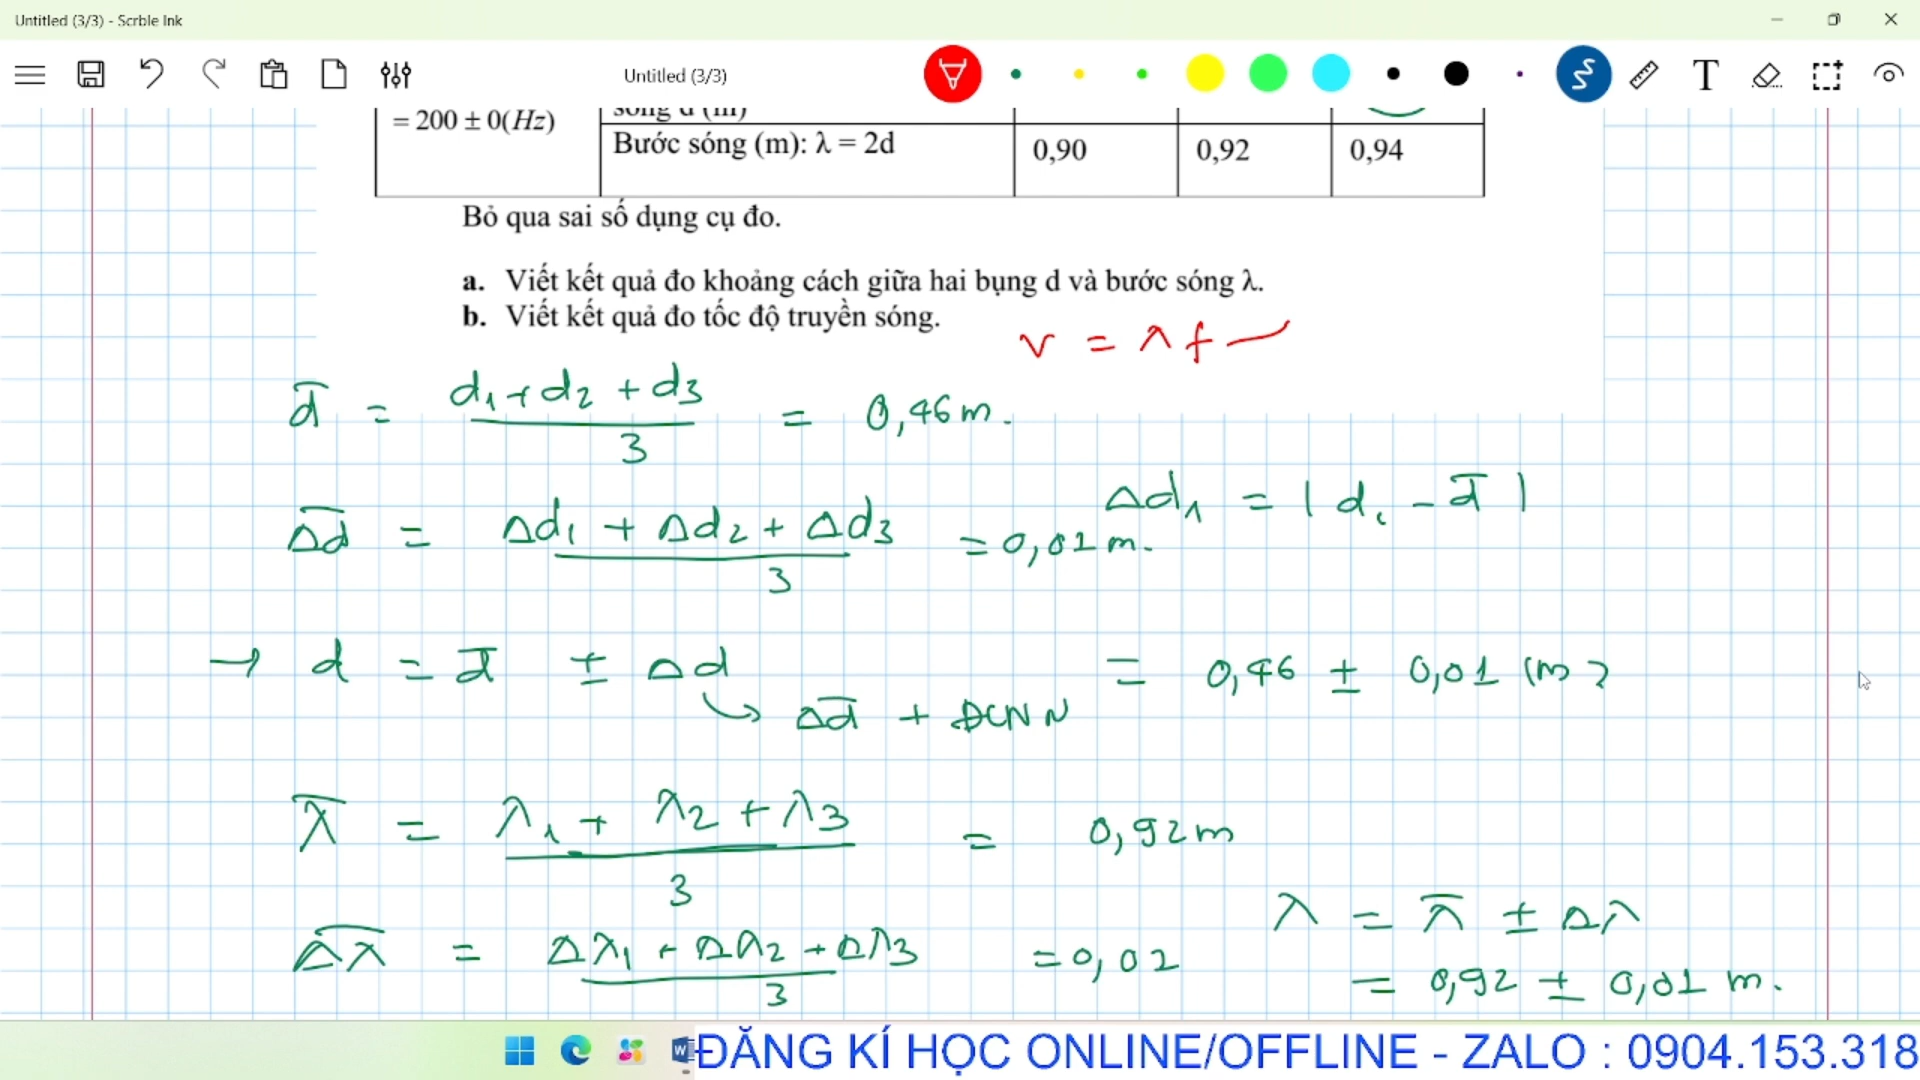 Untitled (3/3) - Scrble Ink
Untitled (3/3)
T
= 200 ± 0(Hz)
sóng d (m)
Bước sóng (m): λ = 2d
0,90
0,92
0,94
Bỏ qua sai số dụng cụ đo.
a. Viết kết quả đo khoảng cách giữa hai bụng d và bước sóng λ.
b. Viết kết quả đo tốc độ truyền sóng.
v = λ f
d̅ = (d1 + d2 + d3) / 3 = 0,46 m.
Δd1 = | d1 - d̅ |
Δd̅ = (Δd1 + Δd2 + Δd3) / 3 = 0,01 m.
→ d = d̅ ± Δd = 0,46 ± 0,01 (m)
Δd̅ + ĐCNN
λ̅ = (λ1 + λ2 + λ3) / 3 = 0,92 m
λ = λ̅ ± Δλ
Δλ̅ = (Δλ1 + Δλ2 + Δλ3) / 3 = 0,02
= 0,92 ± 0,01 m.
ĐĂNG KÍ HỌC ONLINE/OFFLINE - ZALO : 0904.153.318